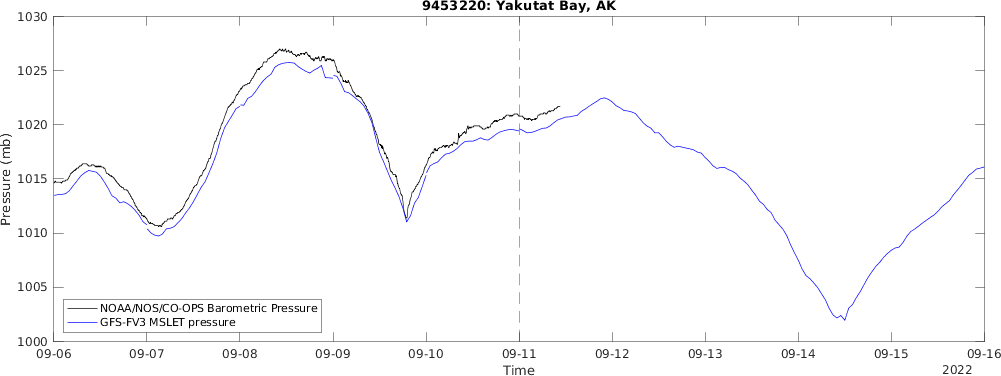 9453220: Yakutat Bay, AK
Pressure (mb)
1030
1025
1020
1015
1010
1005
1000
NOAA/NOS/CO-OPS Barometric Pressure
GFS-FV3 MSLET pressure
09-06 09-07 09-08 09-09 09-10 09-11 09-12 09-13 09-14 09-15 09-16
Time
2022